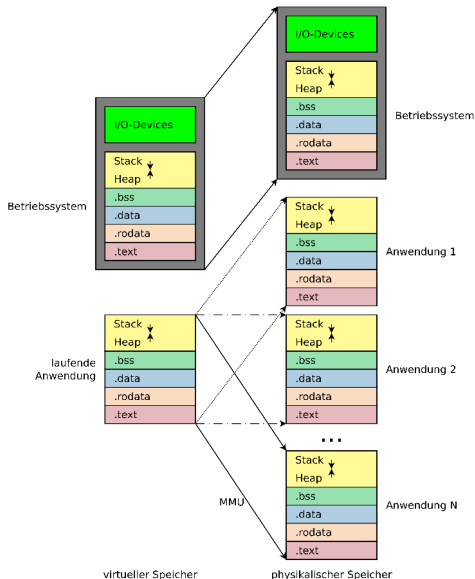 I/O-Devices
Stack
Heap
.bss
.data
.rodata
.text
Betriebssystem
I/O-Devices
Stack
Heap
.bss
.data
.rodata
.text
Betriebssystem
Stack
Heap
.bss
.data
.rodata
.text
Anwendung 1
Stack
Heap
.bss
.data
.rodata
.text
laufende
Anwendung
Stack
Heap
.bss
.data
.rodata
.text
Anwendung 2
...
Stack
Heap
.bss
.data
.rodata
.text
Anwendung N
MMU
virtueller Speicher
physikalischer Speicher